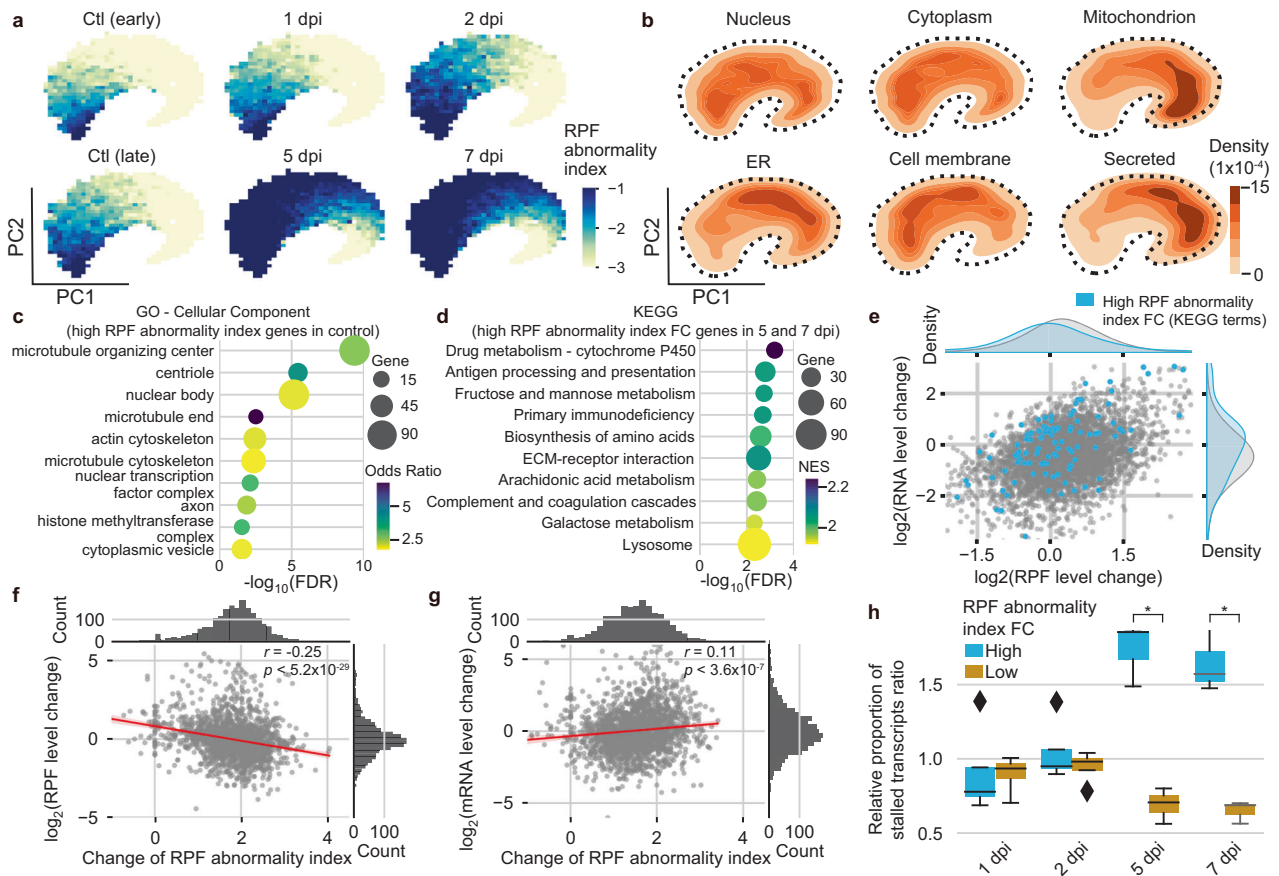 a
Ctl (early)
1 dpi
2 dpi
Ctl (late)
5 dpi
7 dpi
RPF
abnormality
index
−1
−2
−3
PC2
PC1
b
Nucleus
Cytoplasm
Mitochondrion
ER
Cell membrane
Secreted
Density
(1x10⁻⁴)
15
0
PC2
PC1
c
GO - Cellular Component
(high RPF abnormality index genes in control)
microtubule organizing center
centriole
nuclear body
microtubule end
actin cytoskeleton
microtubule cytoskeleton
nuclear transcription
factor complex
axon
histone methyltransferase
complex
cytoplasmic vesicle
0
5
10
-log₁₀(FDR)
Gene
15
45
90
Odds Ratio
5
2.5
d
KEGG
(high RPF abnormality index FC genes in 5 and 7 dpi)
Drug metabolism - cytochrome P450
Antigen processing and presentation
Fructose and mannose metabolism
Primary immunodeficiency
Biosynthesis of amino acids
ECM-receptor interaction
Arachidonic acid metabolism
Complement and coagulation cascades
Galactose metabolism
Lysosome
0
2
4
-log₁₀(FDR)
Gene
30
60
90
NES
−2.2
−2
e
High RPF abnormality
index FC (KEGG terms)
Density
log2(RNA level change)
2
0
−2
−1.5
0.0
1.5
log2(RPF level change)
Density
f
Count
100
r = -0.25
p < 5.2x10⁻²⁹
log₂(RPF level change)
5
0
−5
0
2
4
Change of RPF abnormality index
0
100
Count
g
Count
100
r = 0.11
p < 3.6x10⁻⁷
log₂(mRNA level change)
5
0
−5
0
2
4
Change of RPF abnormality index
0
100
Count
h
RPF abnormality
index FC
High
Low
*
*
Relative proportion of
stalled transcripts ratio
1.5
1.0
0.5
1 dpi
2 dpi
5 dpi
7 dpi